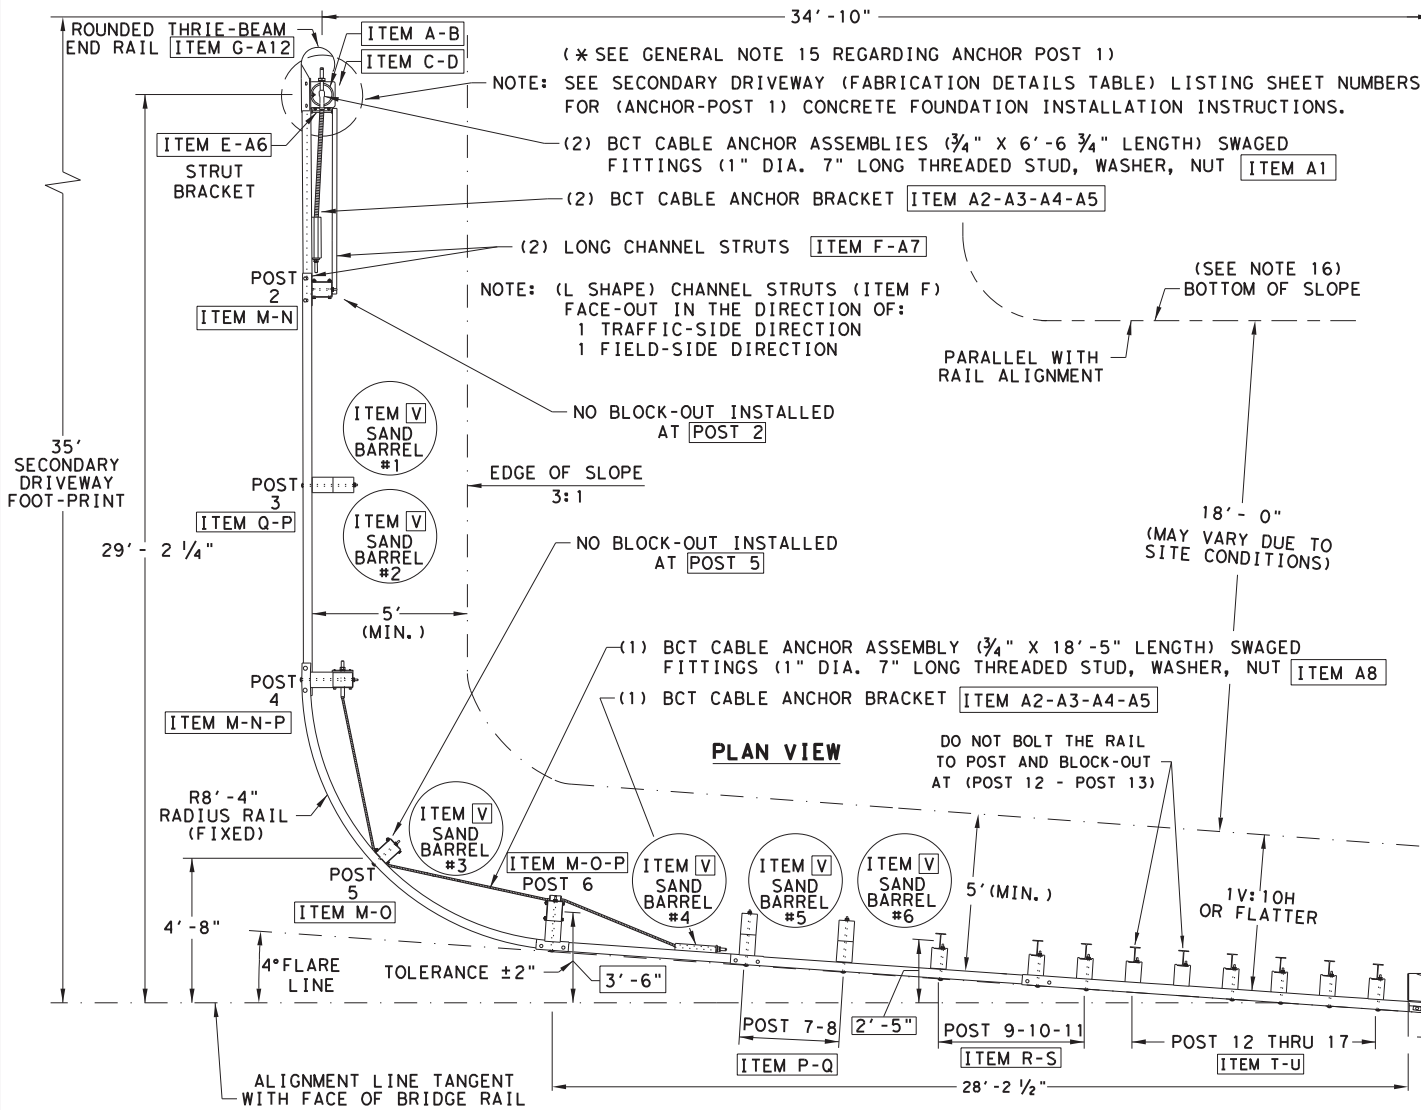 34'-10"
ROUNDED THRIE-BEAM
END RAIL ITEM G-A12
ITEM A-B
ITEM C-D
(* SEE GENERAL NOTE 15 REGARDING ANCHOR POST 1)
NOTE: SEE SECONDARY DRIVEWAY (FABRICATION DETAILS TABLE) LISTING SHEET NUMBERS
FOR (ANCHOR-POST 1) CONCRETE FOUNDATION INSTALLATION INSTRUCTIONS.
ITEM E-A6
STRUT
BRACKET
(2) BCT CABLE ANCHOR ASSEMBLIES (3/4" X 6'-6 3/4" LENGTH) SWAGED
FITTINGS (1" DIA. 7" LONG THREADED STUD, WASHER, NUT ITEM A1
(2) BCT CABLE ANCHOR BRACKET ITEM A2-A3-A4-A5
(2) LONG CHANNEL STRUTS ITEM F-A7
POST
2
ITEM M-N
NOTE: (L SHAPE) CHANNEL STRUTS (ITEM F)
FACE-OUT IN THE DIRECTION OF:
1 TRAFFIC-SIDE DIRECTION
1 FIELD-SIDE DIRECTION
(SEE NOTE 16)
BOTTOM OF SLOPE
PARALLEL WITH
RAIL ALIGNMENT
ITEM V
SAND
BARREL
#1
NO BLOCK-OUT INSTALLED
AT POST 2
35'
SECONDARY
DRIVEWAY
FOOT-PRINT
POST
3
ITEM Q-P
EDGE OF SLOPE
3:1
ITEM V
SAND
BARREL
#2
29'- 2 1/4"
NO BLOCK-OUT INSTALLED
AT POST 5
18'- 0"
(MAY VARY DUE TO
SITE CONDITIONS)
5'
(MIN.)
(1) BCT CABLE ANCHOR ASSEMBLY (3/4" X 18'-5" LENGTH) SWAGED
FITTINGS (1" DIA. 7" LONG THREADED STUD, WASHER, NUT ITEM A8
POST
4
ITEM M-N-P
(1) BCT CABLE ANCHOR BRACKET ITEM A2-A3-A4-A5
PLAN VIEW
DO NOT BOLT THE RAIL
TO POST AND BLOCK-OUT
AT (POST 12 - POST 13)
R8'-4"
RADIUS RAIL
(FIXED)
ITEM V
SAND
BARREL
#3
ITEM M-O-P
POST 6
ITEM V
SAND
BARREL
#4
ITEM V
SAND
BARREL
#5
ITEM V
SAND
BARREL
#6
5'(MIN.)
1V:10H
OR FLATTER
POST
5
ITEM M-O
4'-8"
4°FLARE
LINE
TOLERANCE ±2"
3'-6"
POST 7-8
ITEM P-Q
2'-5"
POST 9-10-11
ITEM R-S
POST 12 THRU 17
ITEM T-U
28'-2 1/2"
ALIGNMENT LINE TANGENT
WITH FACE OF BRIDGE RAIL